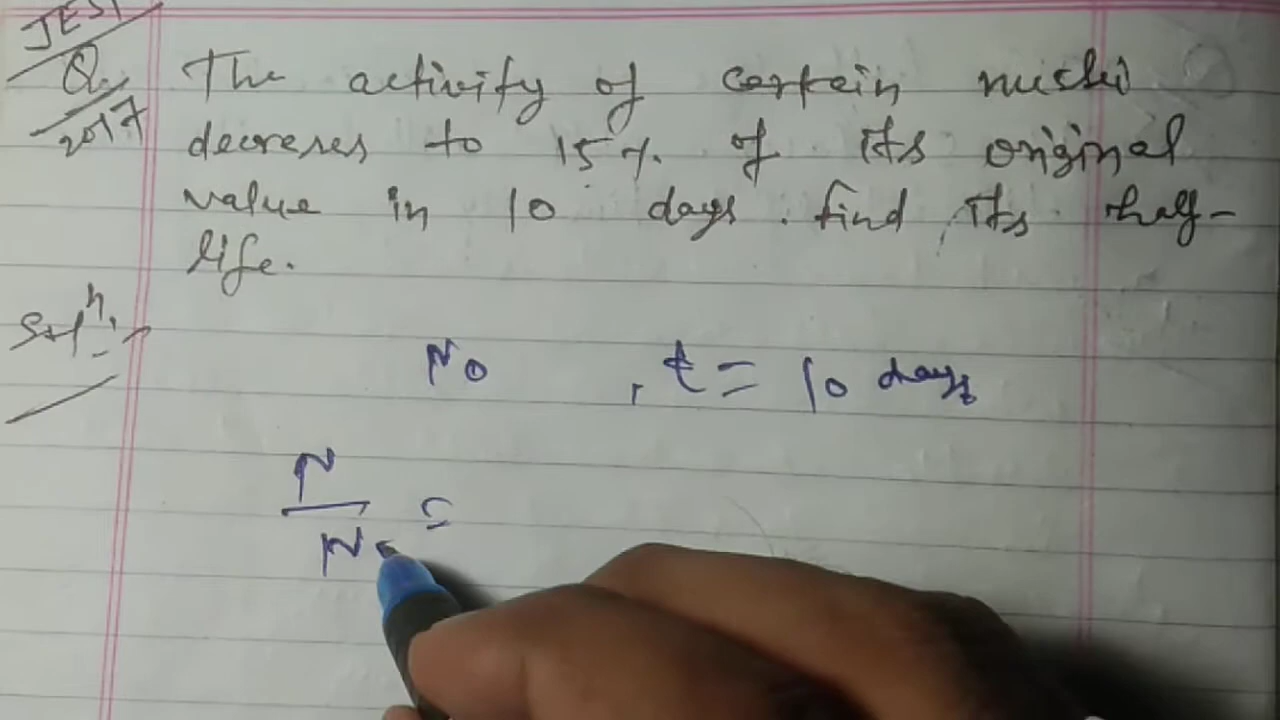 JEST
Q.
2017
The activity of certain nuclei
decreses to 15% of its original
value in 10 days. find its half-
life.
Solⁿ:-
N₀ , t = 10 days
N
N₀ =